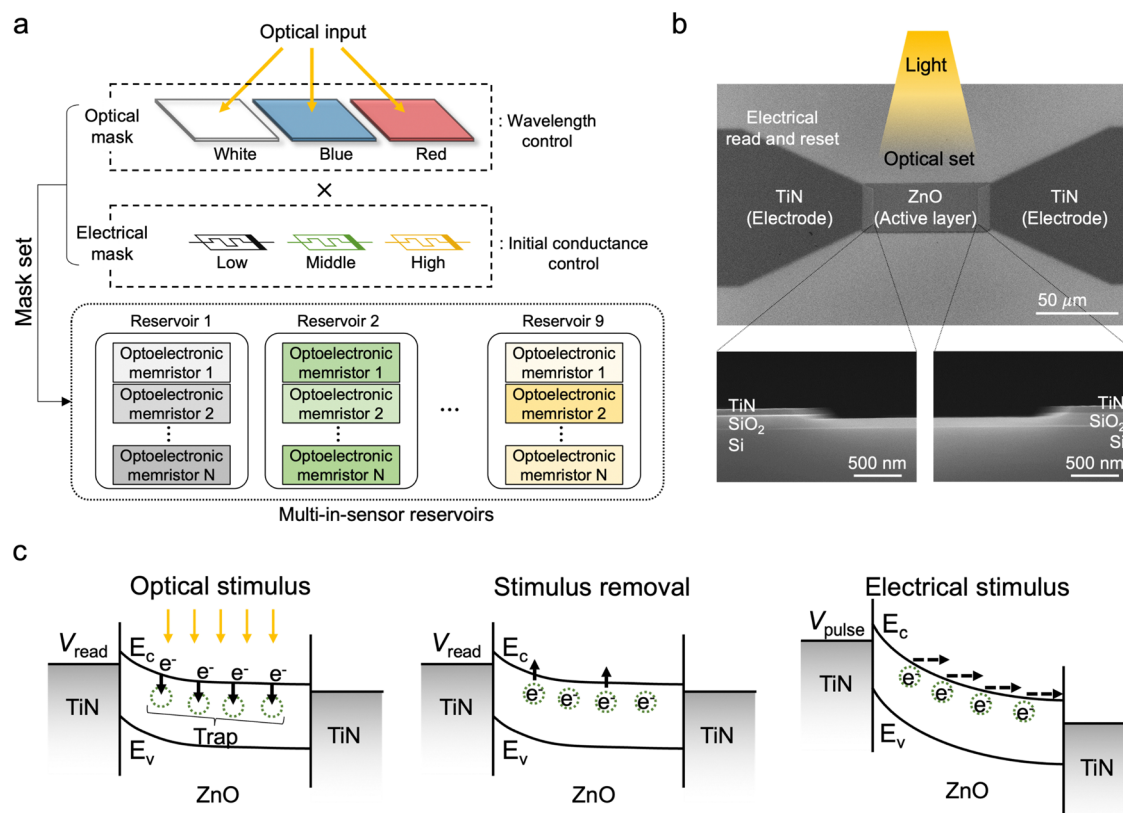 a
Optical input
Optical
mask
White
Blue
Red
: Wavelength
control
×
Electrical
mask
Low
Middle
High
: Initial conductance
control
Mask set
Reservoir 1
Optoelectronic
memristor 1
Optoelectronic
memristor 2
Optoelectronic
memristor N
Reservoir 2
Optoelectronic
memristor 1
Optoelectronic
memristor 2
Optoelectronic
memristor N
...
Reservoir 9
Optoelectronic
memristor 1
Optoelectronic
memristor 2
Optoelectronic
memristor N
Multi-in-sensor reservoirs
b
Light
Electrical
read and reset
Optical set
TiN
(Electrode)
ZnO
(Active layer)
TiN
(Electrode)
50 μm
TiN
SiO2
Si
500 nm
TiN
SiO2
Si
500 nm
c
Optical stimulus
Vread
Ec
e- e- e- e-
TiN
Trap
TiN
Ev
ZnO
Stimulus removal
Vread
Ec
e- e- e- e-
TiN
TiN
Ev
ZnO
Electrical stimulus
Vpulse
Ec
e- e- e- e-
TiN
Ev
TiN
ZnO